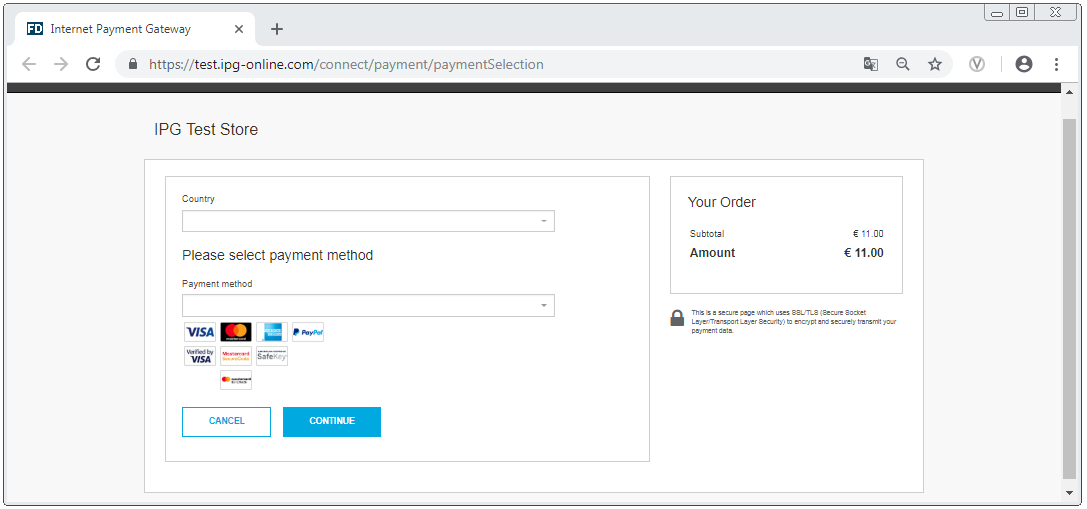 FD Internet Payment Gateway
https://test.ipg-online.com/connect/payment/paymentSelection
IPG Test Store
Country
Please select payment method
Payment method
VISA
PayPal
Verified by
VISA
Mastercard
SecureCode
SafeKey
mastercard
CANCEL
CONTINUE
Your Order
Subtotal € 11.00
Amount € 11.00
This is a secure page which uses SSL/TLS (Secure Socket
Layer/Transport Layer Security) to encrypt and securely transmit your
payment data.